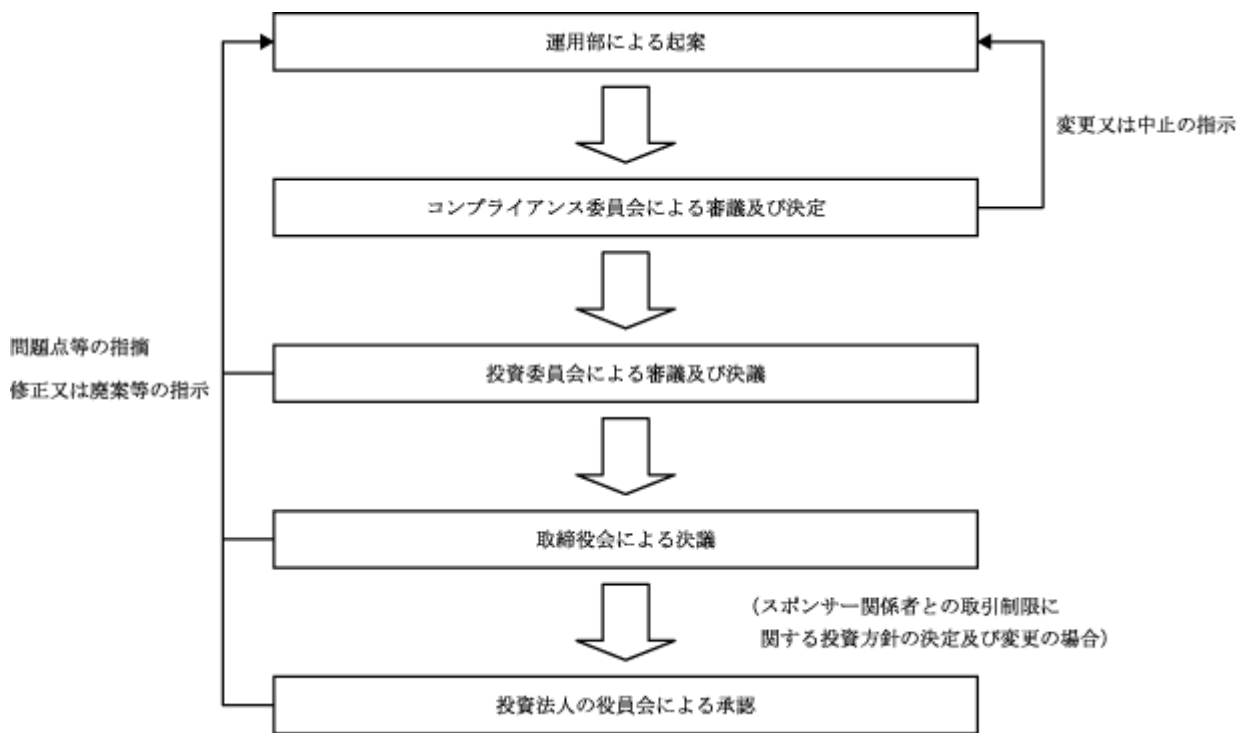 運用部による起案
変更又は中止の指示
コンプライアンス委員会による審議及び決定
問題点等の指摘
修正又は廃案等の指示
投資委員会による審議及び決議
取締役会による決議
（スポンサー関係者との取引制限に
関する投資方針の決定及び変更の場合）
投資法人の役員会による承認